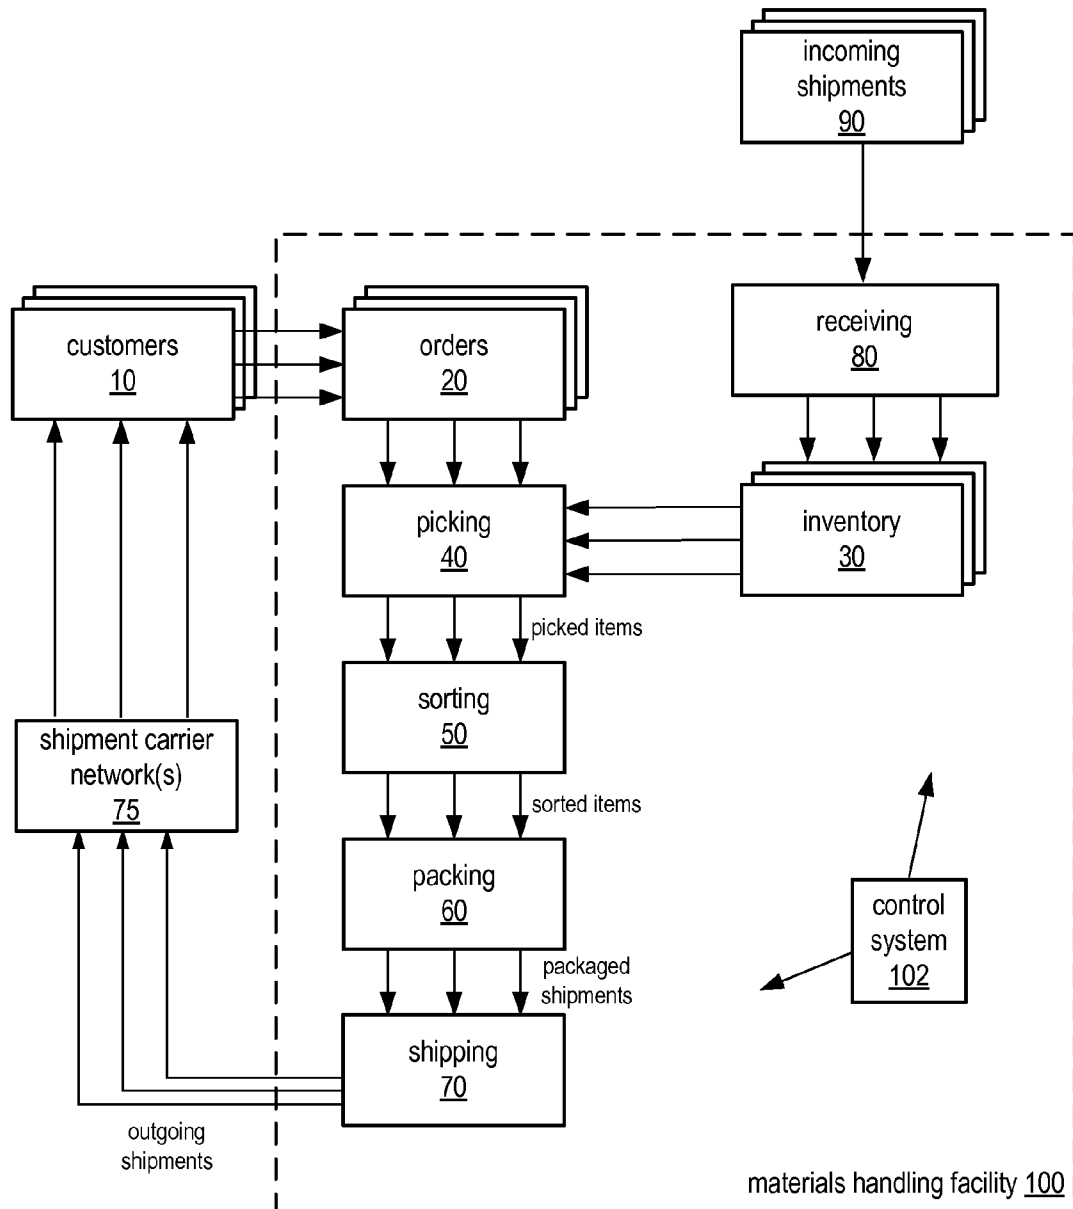 incoming
shipments
90
customers
10
orders
20
receiving
80
picking
40
inventory
30
picked items
sorting
50
shipment carrier
network(s)
75
sorted items
packing
60
control
system
102
packaged
shipments
shipping
70
outgoing
shipments
materials handling facility 100